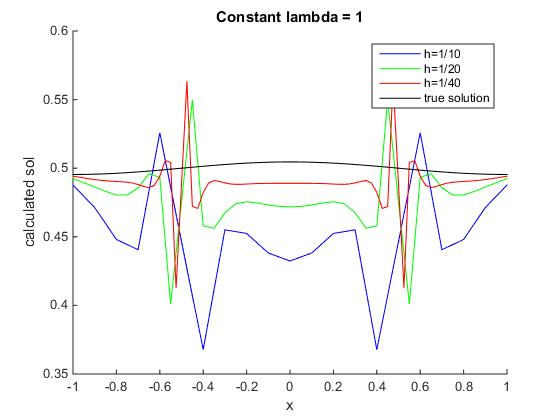 Constant lambda = 1
h=1/10
h=1/20
h=1/40
true solution
calculated sol
0.6
0.55
0.5
0.45
0.4
0.35
-1 -0.8 -0.6 -0.4 -0.2 0 0.2 0.4 0.6 0.8 1
x